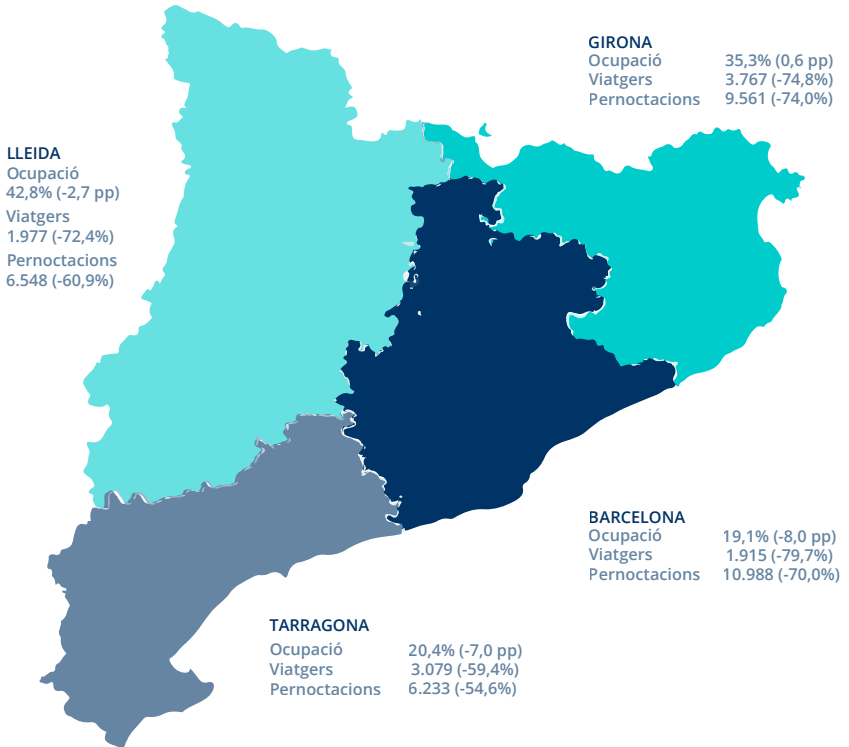 GIRONA
Ocupació 35,3% (0,6 pp)
Viatgers 3.767 (-74,8%)
Pernoctacions 9.561 (-74,0%)
LLEIDA
Ocupació
42,8% (-2,7 pp)
Viatgers
1.977 (-72,4%)
Pernoctacions
6.548 (-60,9%)
BARCELONA
Ocupació 19,1% (-8,0 pp)
Viatgers 1.915 (-79,7%)
Pernoctacions 10.988 (-70,0%)
TARRAGONA
Ocupació 20,4% (-7,0 pp)
Viatgers 3.079 (-59,4%)
Pernoctacions 6.233 (-54,6%)